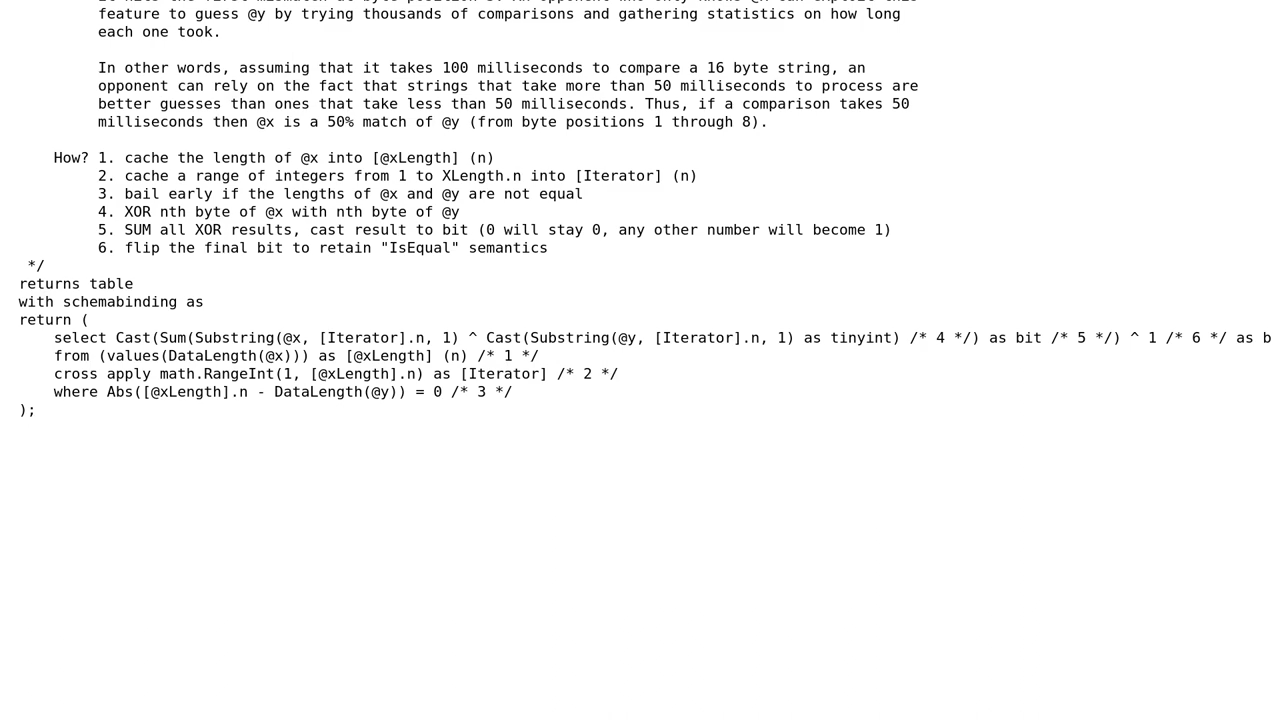 feature to guess @y by trying thousands of comparisons and gathering statistics on how long
each one took.
In other words, assuming that it takes 100 milliseconds to compare a 16 byte string, an
opponent can rely on the fact that strings that take more than 50 milliseconds to process are
better guesses than ones that take less than 50 milliseconds. Thus, if a comparison takes 50
milliseconds then @x is a 50% match of @y (from byte positions 1 through 8).
How? 1. cache the length of @x into [@xLength] (n)
2. cache a range of integers from 1 to XLength.n into [Iterator] (n)
3. bail early if the lengths of @x and @y are not equal
4. XOR nth byte of @x with nth byte of @y
5. SUM all XOR results, cast result to bit (0 will stay 0, any other number will become 1)
6. flip the final bit to retain "IsEqual" semantics
*/
returns table
with schemabinding as
return (
select Cast(Sum(Substring(@x, [Iterator].n, 1) ^ Cast(Substring(@y, [Iterator].n, 1) as tinyint) /* 4 */) as bit /* 5 */) ^ 1 /* 6 */ as b
from (values(DataLength(@x))) as [@xLength] (n) /* 1 */
cross apply math.RangeInt(1, [@xLength].n) as [Iterator] /* 2 */
where Abs([@xLength].n - DataLength(@y)) = 0 /* 3 */
);